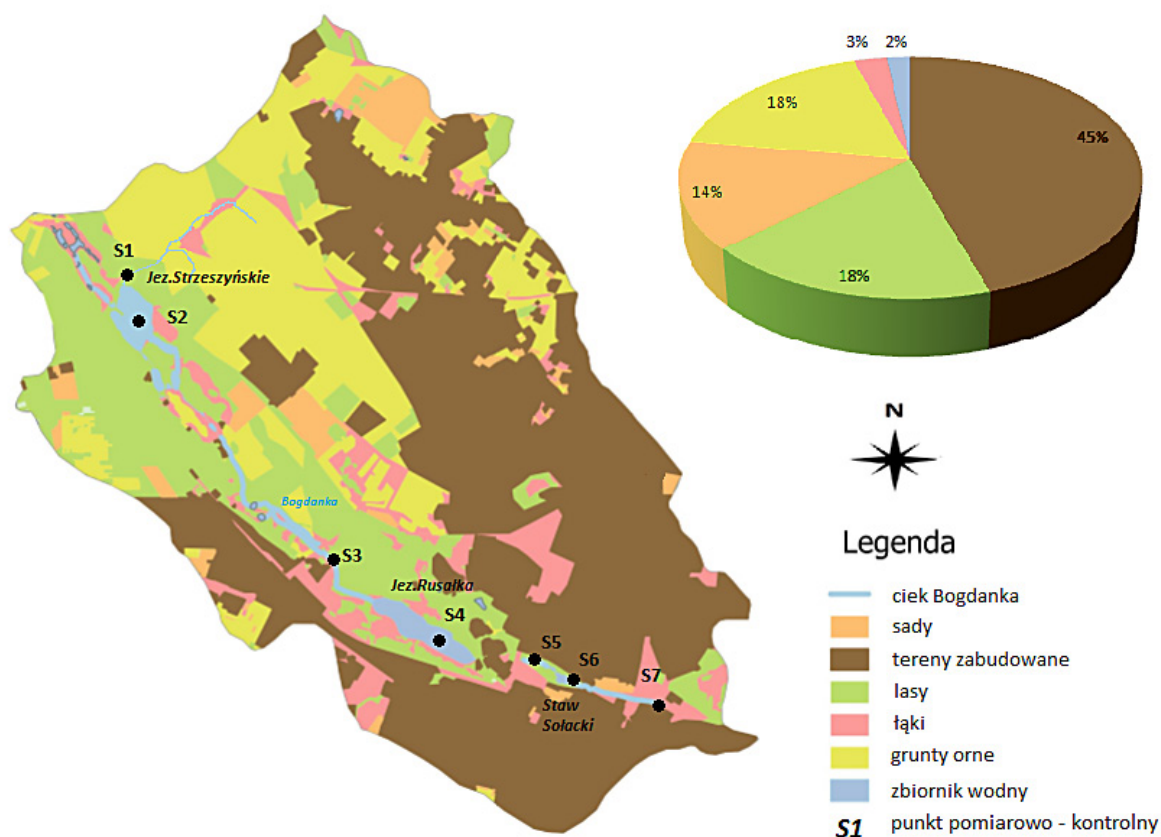 3%
2%
18%
45%
14%
18%
S1
Jez.Strzeszyńskie
S2
N
Bogdanka
S3
Jez.Rusałka
S4
S5
S6
S7
Staw
Sołacki
Legenda
ciek Bogdanka
sady
tereny zabudowane
lasy
łąki
grunty orne
zbiornik wodny
S1 punkt pomiarowo - kontrolny